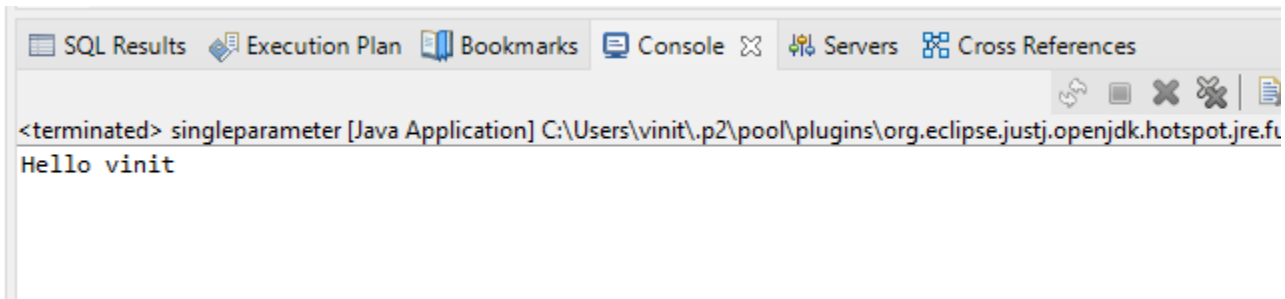 SQL Results Execution Plan Bookmarks Console Servers Cross References
<terminated> singleparameter [Java Application] C:\Users\vinit\.p2\pool\plugins\org.eclipse.justj.openjdk.hotspot.jre.fu
Hello vinit